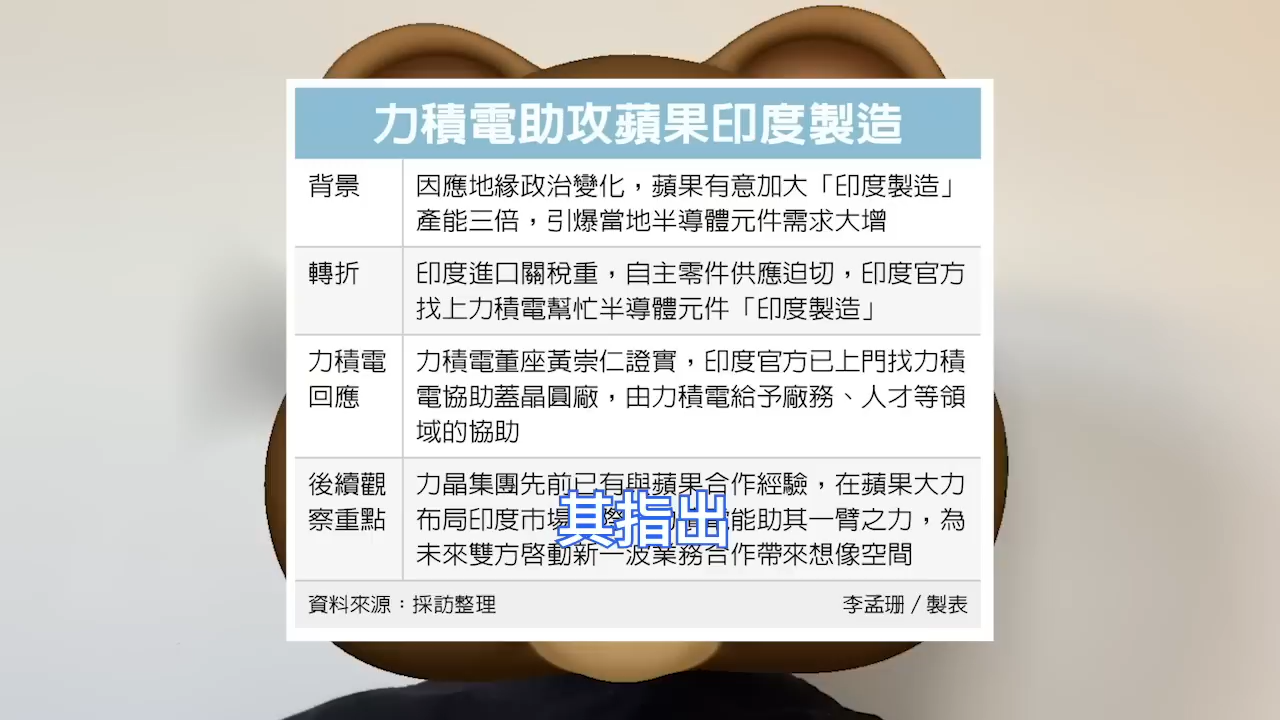 力積電助攻蘋果印度製造
背景
因應地緣政治變化，蘋果有意加大「印度製造」
產能三倍，引爆當地半導體元件需求大增
轉折
印度進口關稅重，自主零件供應迫切，印度官方
找上力積電幫忙半導體元件「印度製造」
力積電
回應
力積電董座黃崇仁證實，印度官方已上門找力積
電協助蓋晶圓廠，由力積電給予廠務、人才等領
域的協助
後續觀
察重點
力晶集團先前已有與蘋果合作經驗，在蘋果大力
布局印度市場
能助其一臂之力，為
未來雙方啓動新一波業務合作帶來想像空間
其指出
資料來源：採訪整理
李孟珊／製表